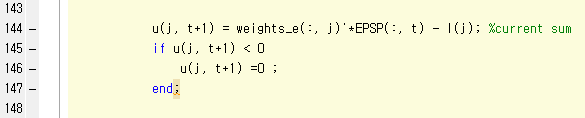 143
144 – u(j, t+1) = weights_e(:, j)'*EPSP(:, t) - I(j); %current sum
145 – if u(j, t+1) < 0
146 – u(j, t+1) =0 ;
147 – end;
148